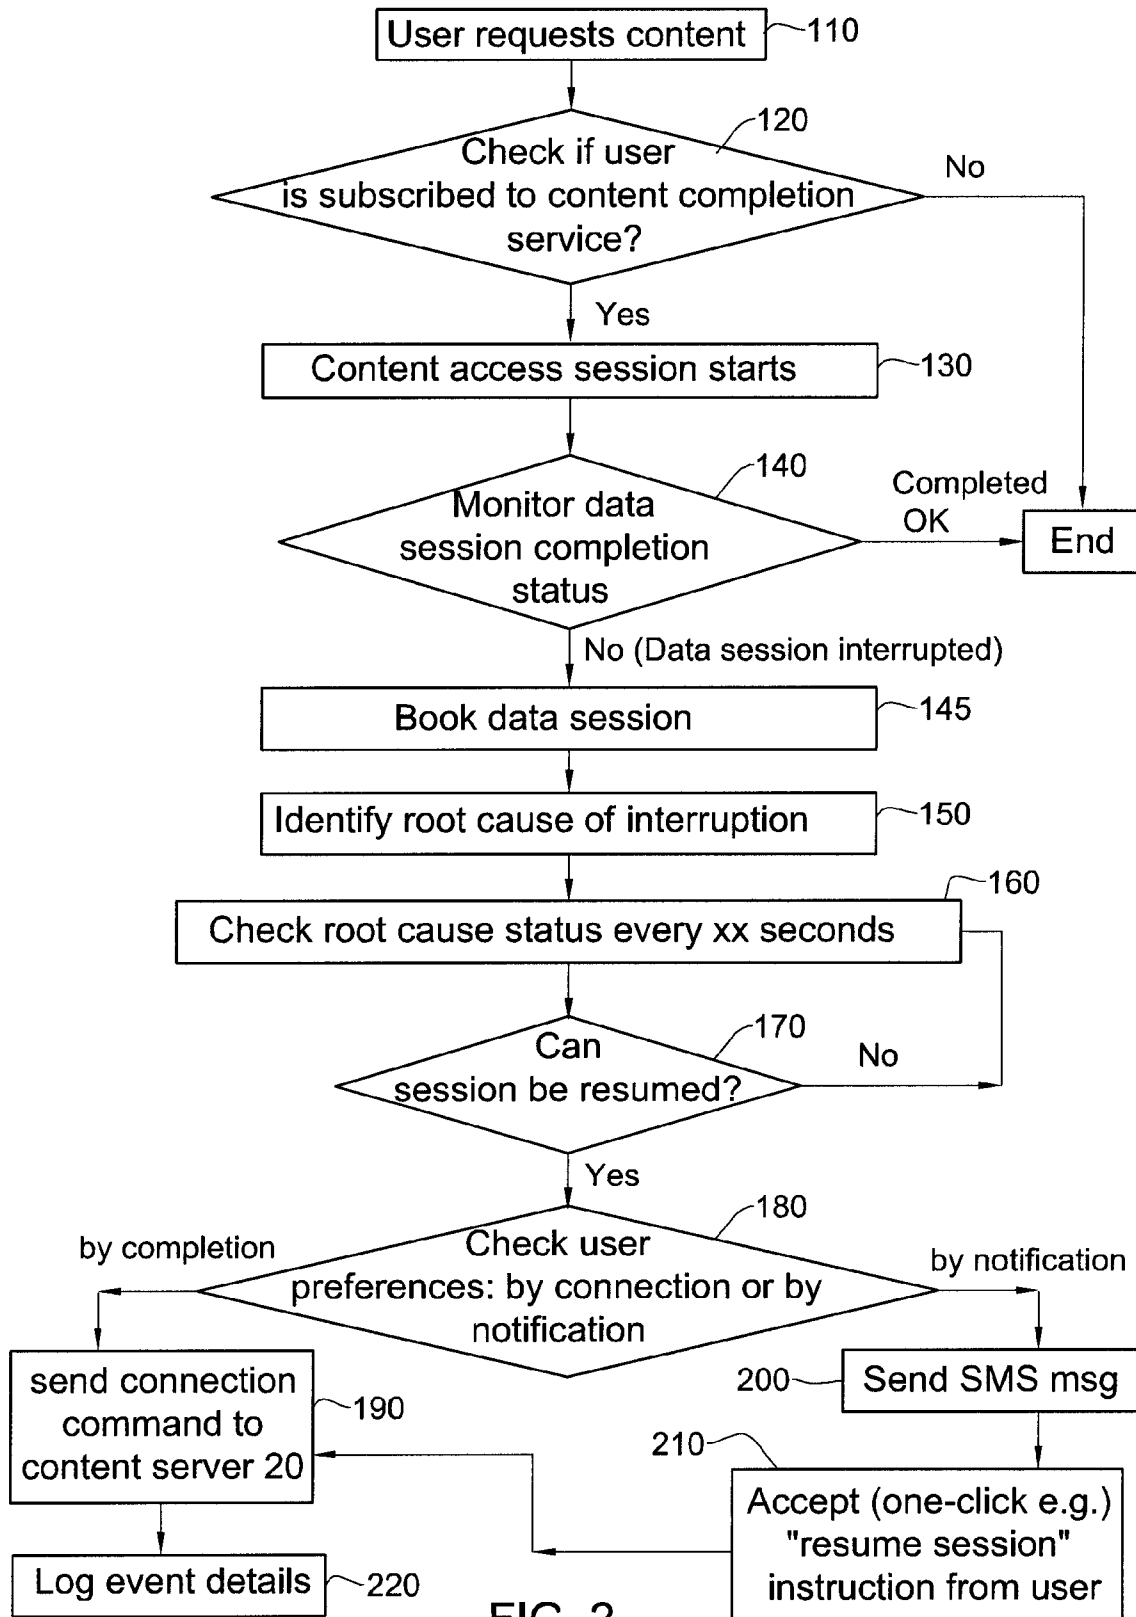 User requests content
110
120
Check if user
is subscribed to content completion
service?
No
Yes
Content access session starts
130
140
Monitor data
session completion
status
Completed
OK
End
No (Data session interrupted)
Book data session
145
Identify root cause of interruption
150
160
Check root cause status every xx seconds
170
Can
session be resumed?
No
Yes
180
by completion
Check user
preferences: by connection or by
notification
by notification
send connection
command to
content server 20
190
200
Send SMS msg
210
Accept (one-click e.g.)
"resume session"
instruction from user
Log event details
220
FIG. 2